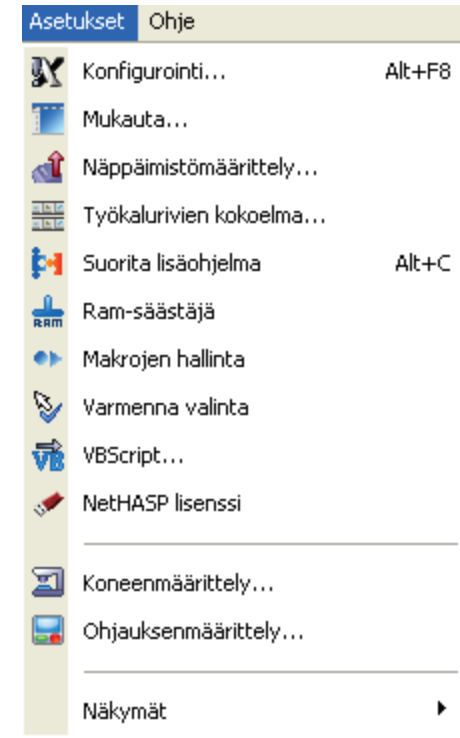 Asetukset Ohje
Konfigurointi... Alt+F8
Mukauta...
Näppäimistömäärittely...
Työkalurivien kokoelma...
Suorita lisäohjelma Alt+C
RAM Ram-säästäjä
Makrojen hallinta
Varmenna valinta
VB VBScript...
NetHASP lisenssi
Koneenmäärittely...
Ohjauksenmäärittely...
Näkymät